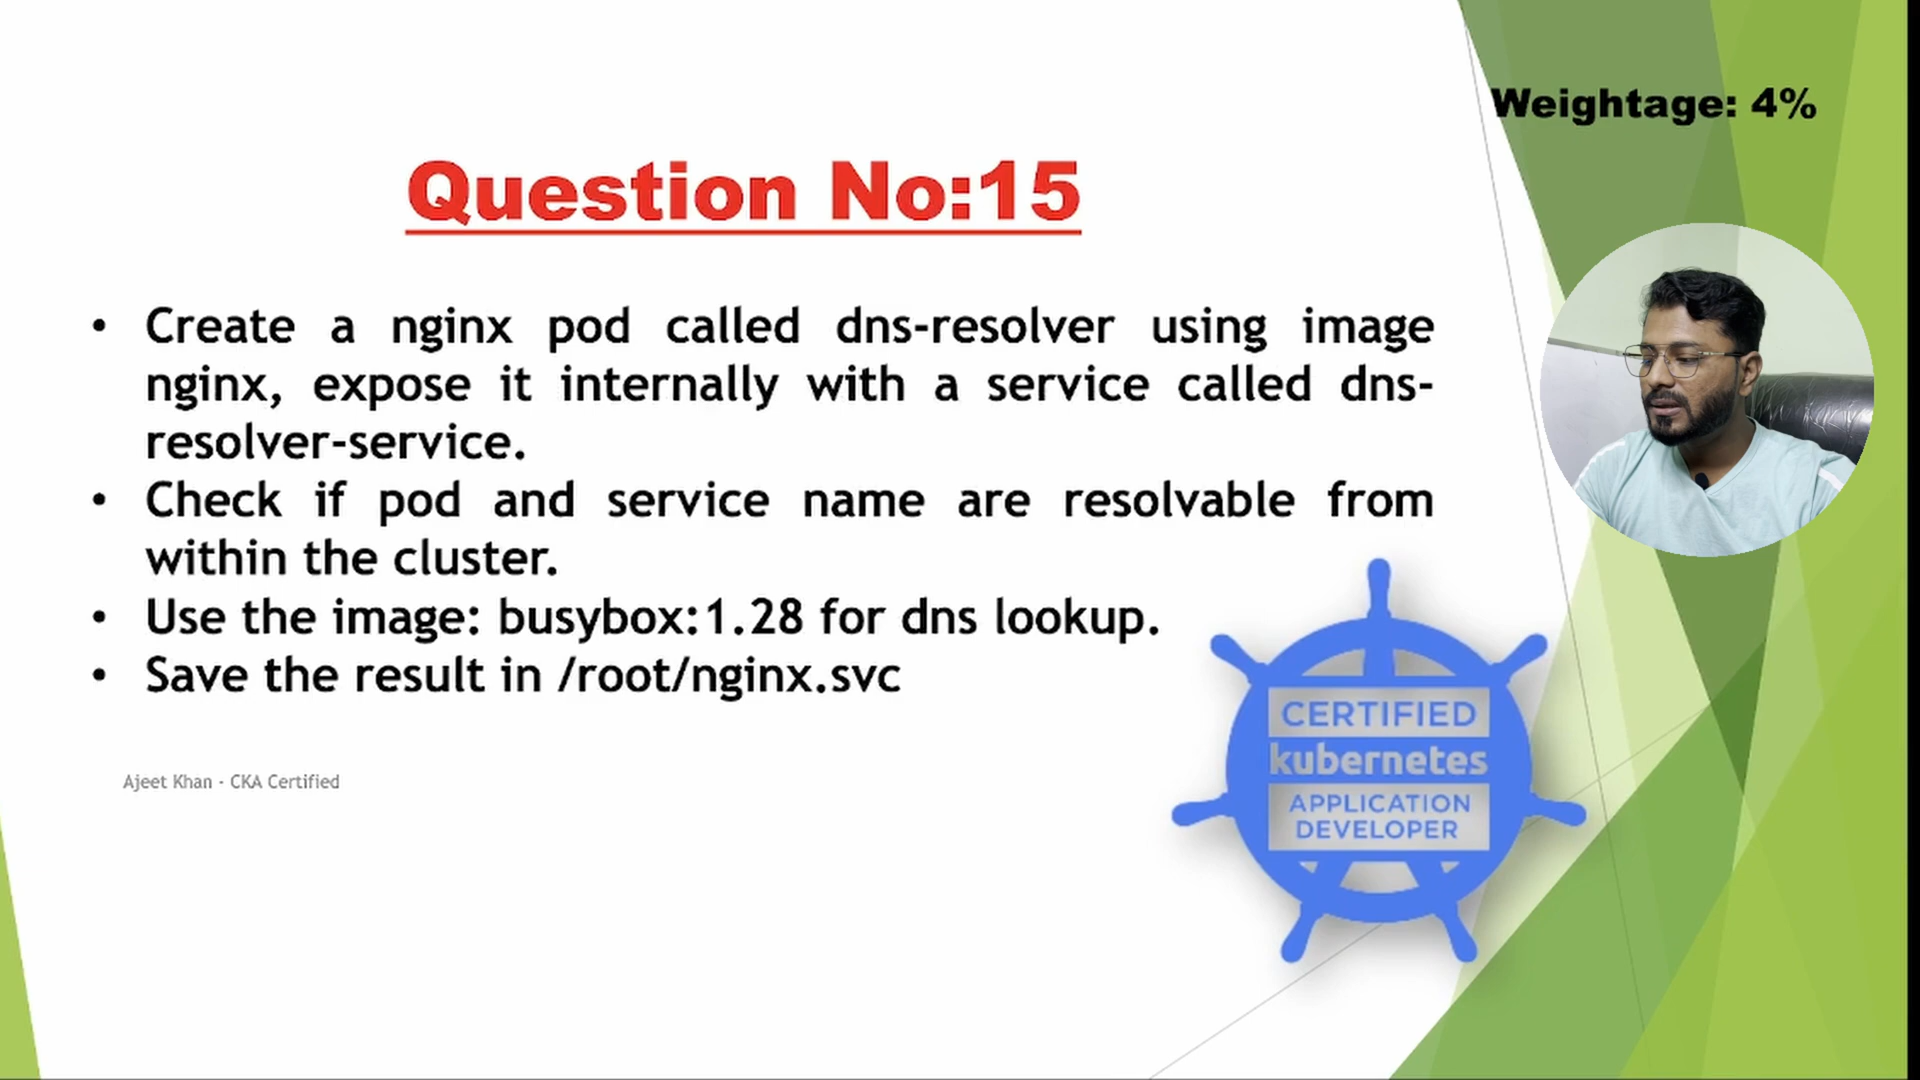 Weightage: 4%
Question No:15
• Create a nginx pod called dns-resolver using image
nginx, expose it internally with a service called dns-
resolver-service.
• Check if pod and service name are resolvable from
within the cluster.
• Use the image: busybox:1.28 for dns lookup.
• Save the result in /root/nginx.svc
CERTIFIED
kubernetes
APPLICATION
DEVELOPER
Ajeet Khan - CKA Certified